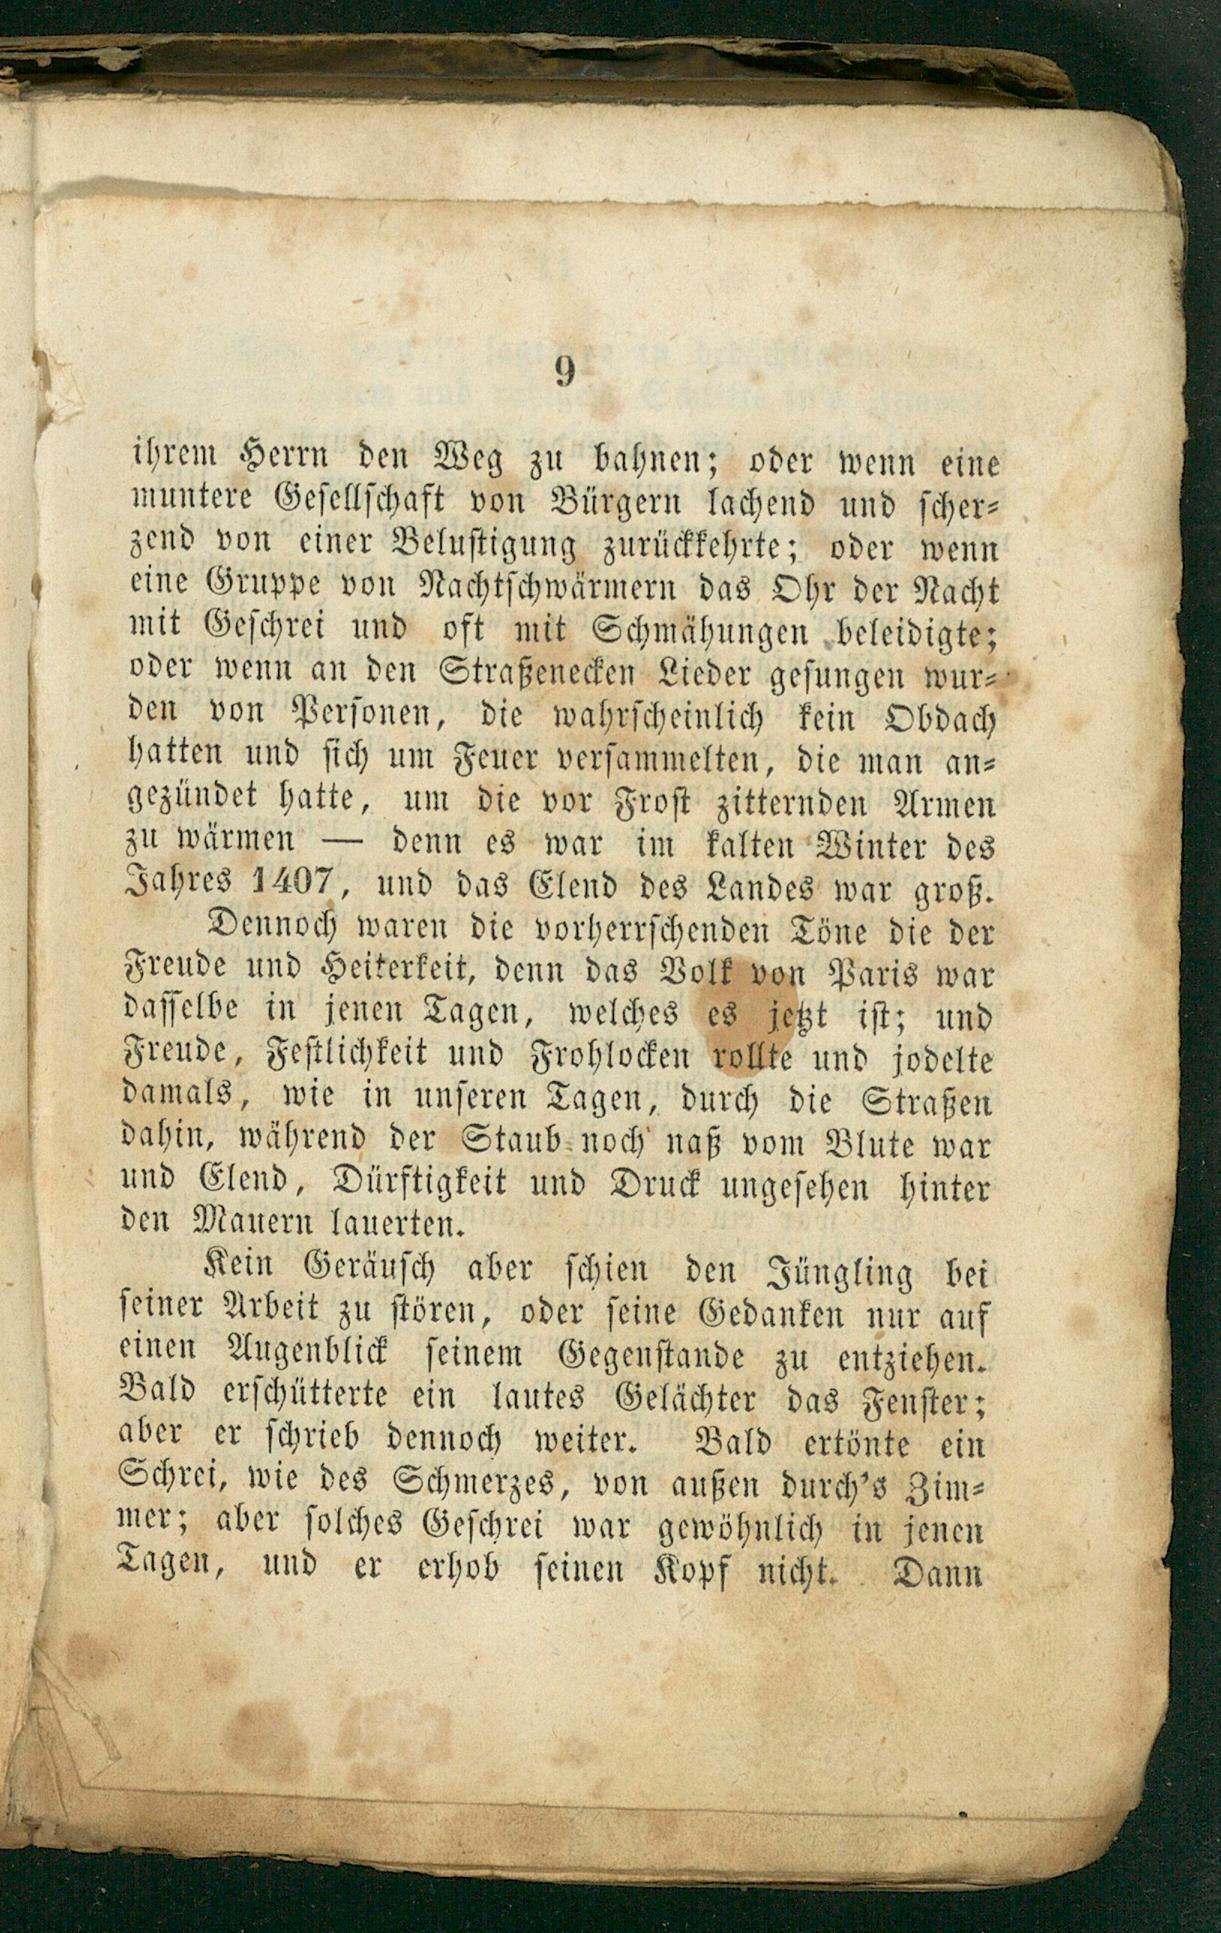 9
ihrem Herrn den Weg zu bahnen; oder wenn eine
muntere Gesellschaft von Bürgern lachend und scher-
zend von einer Belustigung zurückkehrte; oder wenn
eine Gruppe von Nachtschwärmern das Ohr der Nacht
mit Geschrei und oft mit Schmähungen beleidigte;
oder wenn an den Straßenecken Lieder gesungen wur-
den von Personen, die wahrscheinlich kein Obdach
hatten und sich um Feuer versammelten, die man an-
gezündet hatte, um die vor Frost zitternden Armen
zu wärmen — denn es war im kalten Winter des
Jahres 1407, und das Elend des Landes war groß.
Dennoch waren die vorherrschenden Töne die der
Freude und Heiterkeit, denn das Volk von Paris war
dasselbe in jenen Tagen, welches es jetzt ist; und
Freude, Festlichkeit und Frohlocken rollte und jodelte
damals, wie in unseren Tagen, durch die Straßen
dahin, während der Staub noch naß vom Blute war
und Elend, Dürftigkeit und Druck ungesehen hinter
den Mauern lauerten.
Kein Geräusch aber schien den Jüngling bei
seiner Arbeit zu stören, oder seine Gedanken nur auf
einen Augenblick seinem Gegenstande zu entziehen.
Bald erschütterte ein lautes Gelächter das Fenster;
aber er schrieb dennoch weiter. Bald ertönte ein
Schrei, wie des Schmerzes, von außen durch's Zim-
mer; aber solches Geschrei war gewöhnlich in jenen
Tagen, und er erhob seinen Kopf nicht. Dann